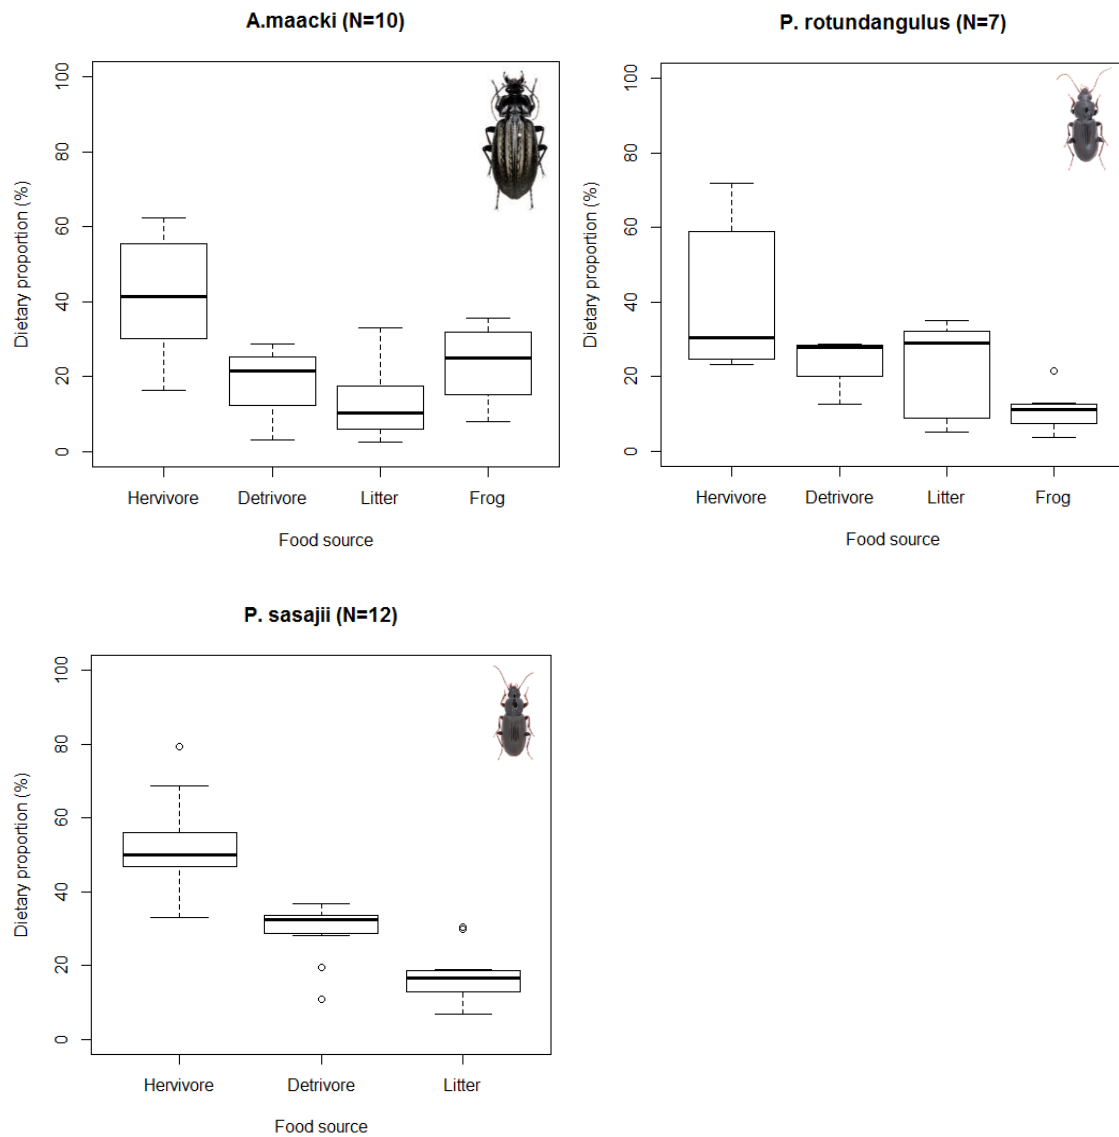 A.maacki (N=10)
Dietary proportion (%)
100
80
60
40
20
0
Hervivore Detrivore Litter Frog
Food source
P. rotundangulus (N=7)
Dietary proportion (%)
100
80
60
40
20
0
Hervivore Detrivore Litter Frog
Food source
P. sasajii (N=12)
Dietary proportion (%)
100
80
60
40
20
0
Hervivore Detrivore Litter
Food source